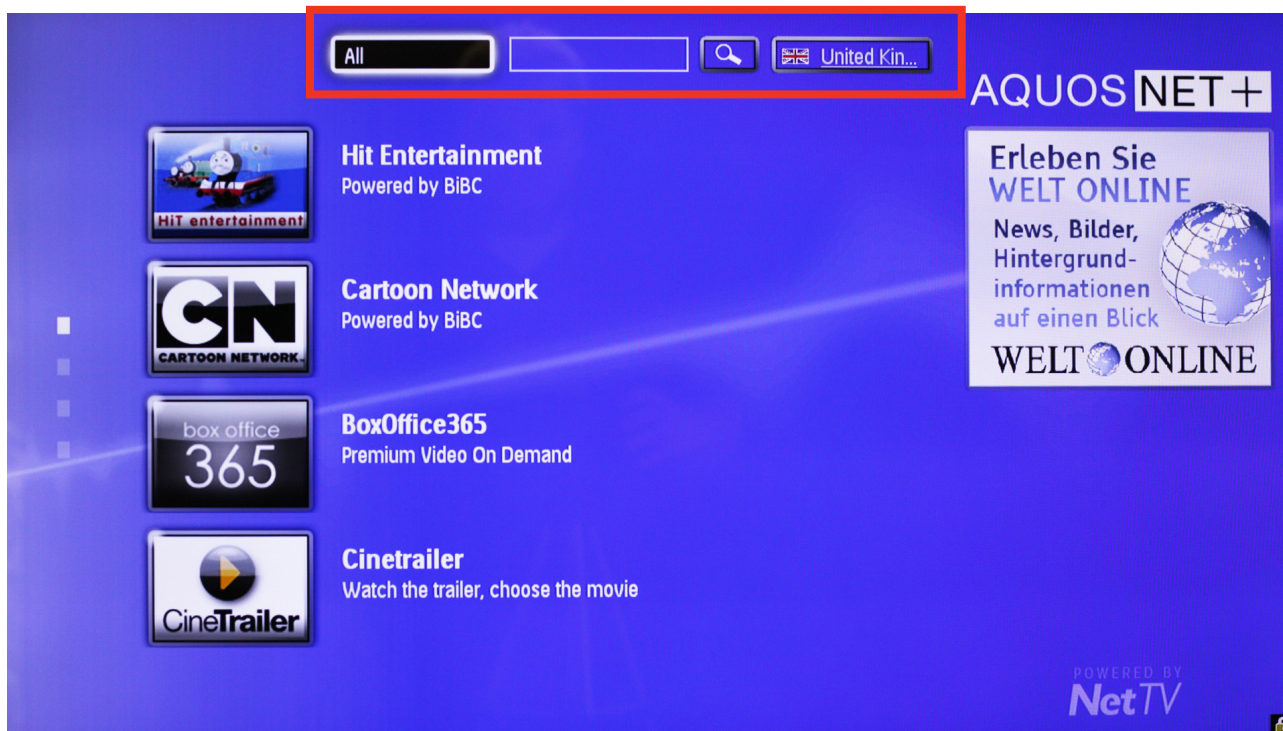 All
United Kin...
AQUOS NET+
HiT entertainment
Hit Entertainment
Powered by BiBC
CN
CARTOON NETWORK
Cartoon Network
Powered by BiBC
box office
365
BoxOffice365
Premium Video On Demand
CineTrailer
Cinetrailer
Watch the trailer, choose the movie
Erleben Sie
WELT ONLINE
News, Bilder,
Hintergrund-
informationen
auf einen Blick
WELT ONLINE
POWERED BY
NetTV